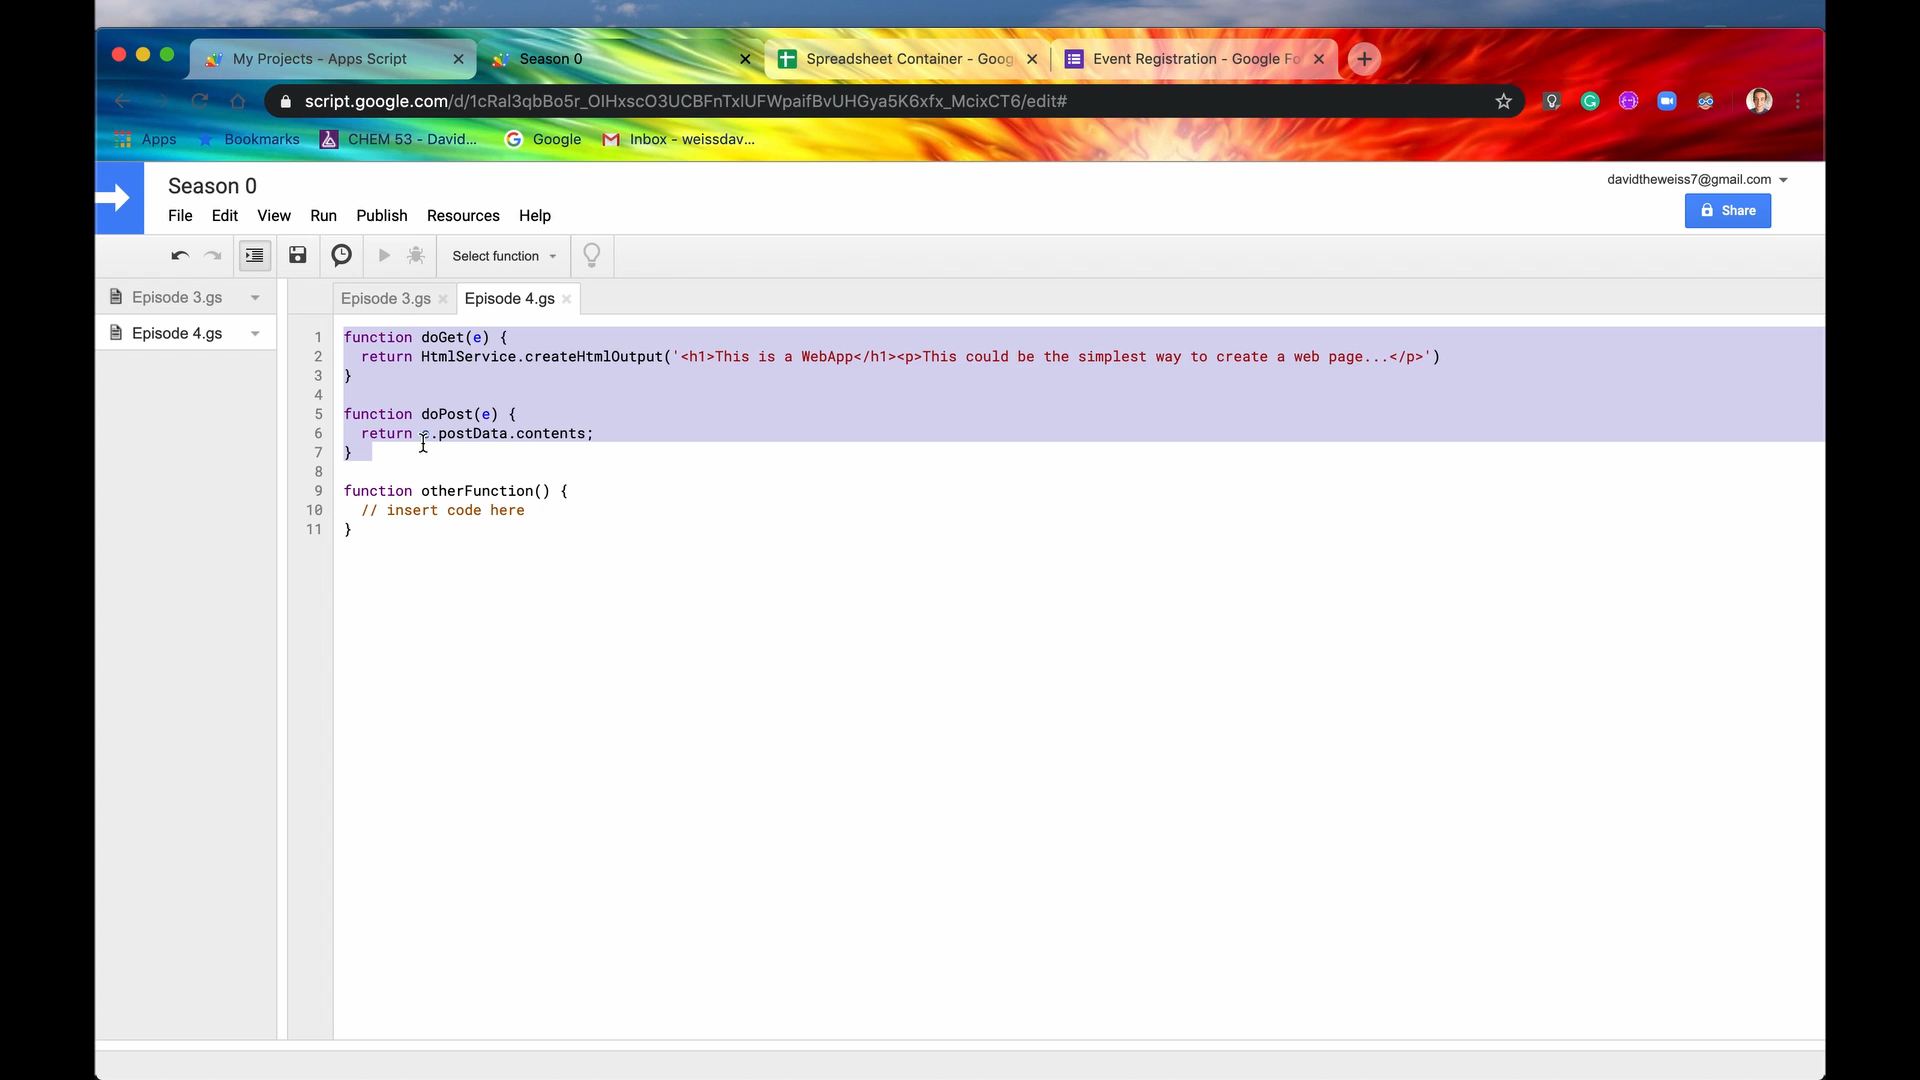 My Projects - Apps Script
Season 0
Spreadsheet Container - Goog
Event Registration - Google Fo
script.google.com/d/1cRal3qbBo5r_OIHxscO3UCBFnTxlUFWpaifBvUHGya5K6xfx_McixCT6/edit#
Apps
Bookmarks
CHEM 53 - David...
Google
Inbox - weissdav...
Season 0
davidtheweiss7@gmail.com
File Edit View Run Publish Resources Help
Share
Select function
Episode 3.gs
Episode 4.gs
Episode 3.gs
Episode 4.gs
1 function doGet(e) {
2 return HtmlService.createHtmlOutput('<h1>This is a WebApp</h1><p>This could be the simplest way to create a web page...</p>')
3 }
4
5 function doPost(e) {
6 return e.postData.contents;
7 }
8
9 function otherFunction() {
10 // insert code here
11 }